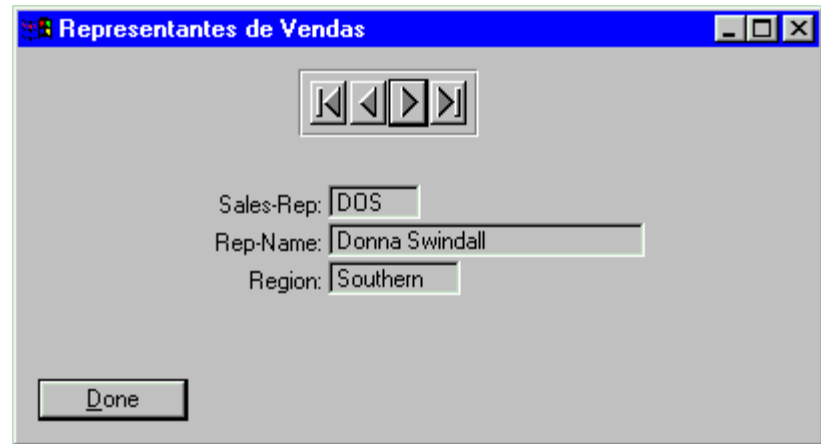 Representantes de Vendas
Sales-Rep: DOS
Rep-Name: Donna Swindall
Region: Southern
Done